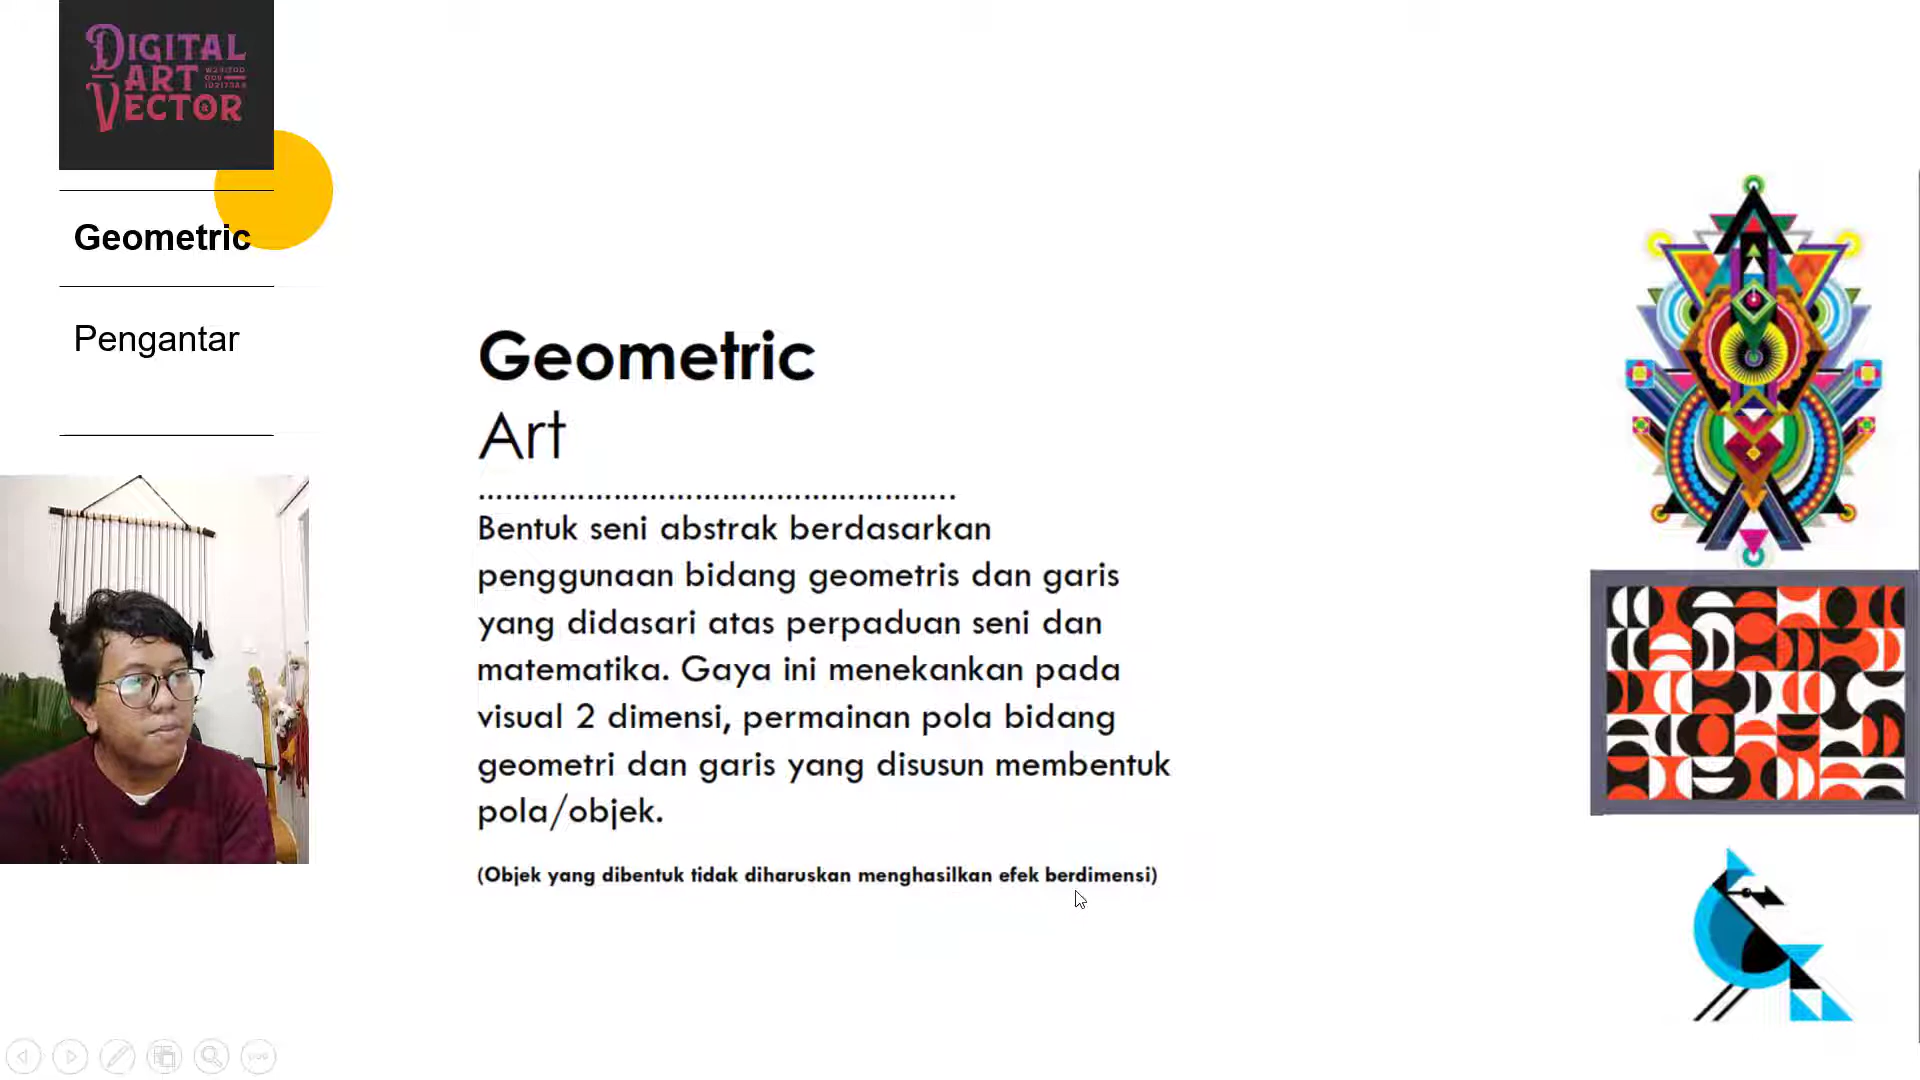 DIGITAL
ART
VECTOR
Geometric
Pengantar
Geometric
Art
Bentuk seni abstrak berdasarkan
penggunaan bidang geometris dan garis
yang didasari atas perpaduan seni dan
matematika. Gaya ini menekankan pada
visual 2 dimensi, permainan pola bidang
geometri dan garis yang disusun membentuk
pola/objek.
(Objek yang dibentuk tidak diharuskan menghasilkan efek berdimensi)